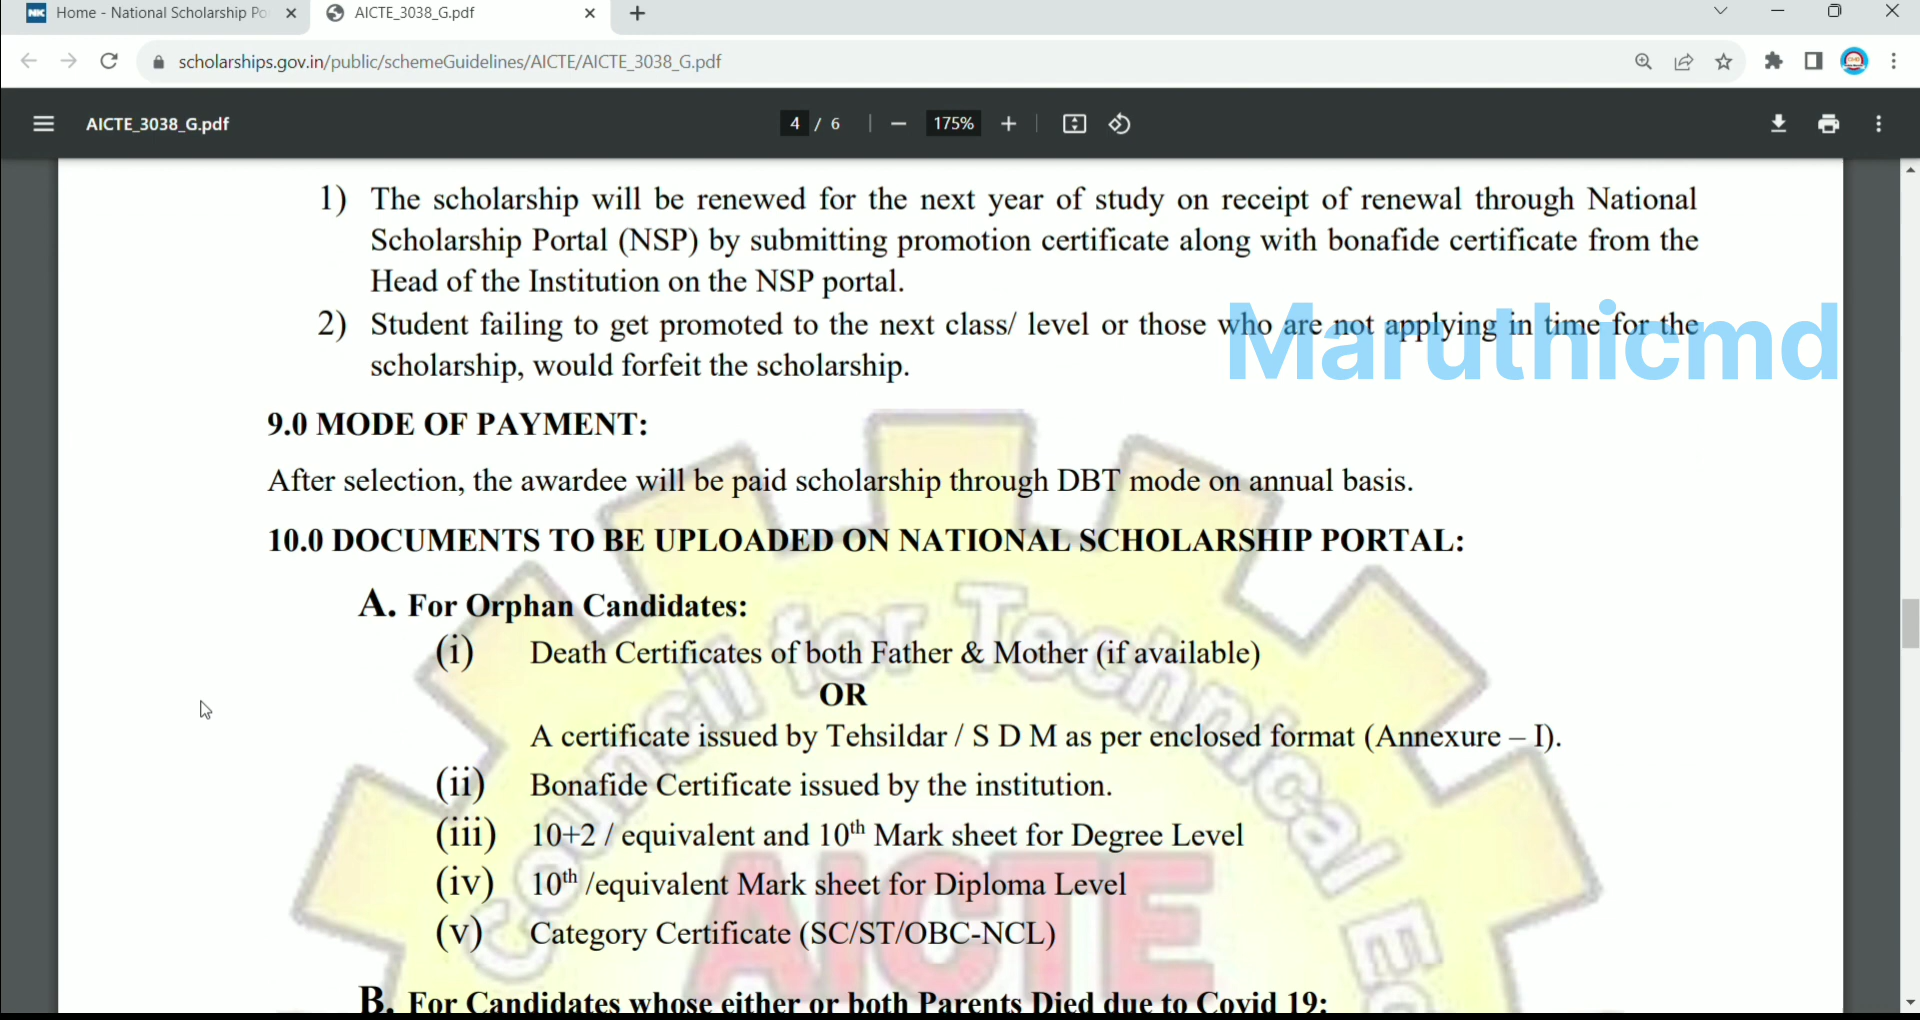 Home - National Scholarship Po
AICTE_3038_G.pdf
scholarships.gov.in/public/schemeGuidelines/AICTE/AICTE_3038_G.pdf
AICTE_3038_G.pdf
4 / 6
175%
1) The scholarship will be renewed for the next year of study on receipt of renewal through National
Scholarship Portal (NSP) by submitting promotion certificate along with bonafide certificate from the
Head of the Institution on the NSP portal.
2) Student failing to get promoted to the next class/ level or those who are not applying in time for the
scholarship, would forfeit the scholarship.
Maruthicmd
9.0 MODE OF PAYMENT:
After selection, the awardee will be paid scholarship through DBT mode on annual basis.
10.0 DOCUMENTS TO BE UPLOADED ON NATIONAL SCHOLARSHIP PORTAL:
A. For Orphan Candidates:
(i) Death Certificates of both Father & Mother (if available)
OR
A certificate issued by Tehsildar / S D M as per enclosed format (Annexure – I).
(ii) Bonafide Certificate issued by the institution.
(iii) 10+2 / equivalent and 10th Mark sheet for Degree Level
(iv) 10th /equivalent Mark sheet for Diploma Level
(v) Category Certificate (SC/ST/OBC-NCL)
B. For Candidates whose either or both Parents Died due to Covid 19:
Council for Technical
AICTE